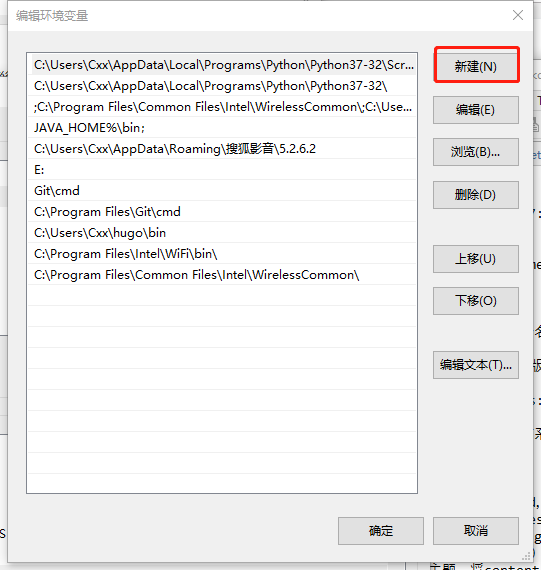 编辑环境变量
C:\Users\Cxx\AppData\Local\Programs\Python\Python37-32\Scr...
C:\Users\Cxx\AppData\Local\Programs\Python\Python37-32\
;C:\Program Files\Common Files\Intel\WirelessCommon\;C:\Use...
JAVA_HOME%\bin;
C:\Users\Cxx\AppData\Roaming\搜狐影音\5.2.6.2
E:
Git\cmd
C:\Program Files\Git\cmd
C:\Users\Cxx\hugo\bin
C:\Program Files\Intel\WiFi\bin\
C:\Program Files\Common Files\Intel\WirelessCommon\
新建(N)
编辑(E)
浏览(B)...
删除(D)
上移(U)
下移(O)
编辑文本(T)...
确定
取消